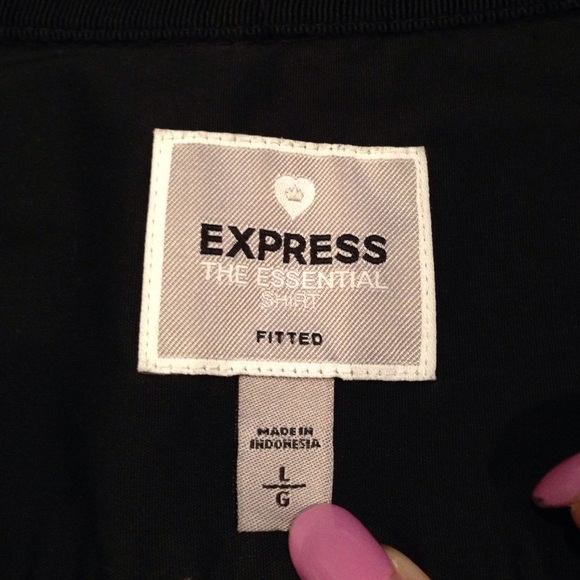 EXPRESS
THE ESSENTIAL
SHIRT
FITTED
MADE IN
INDONESIA
L
G